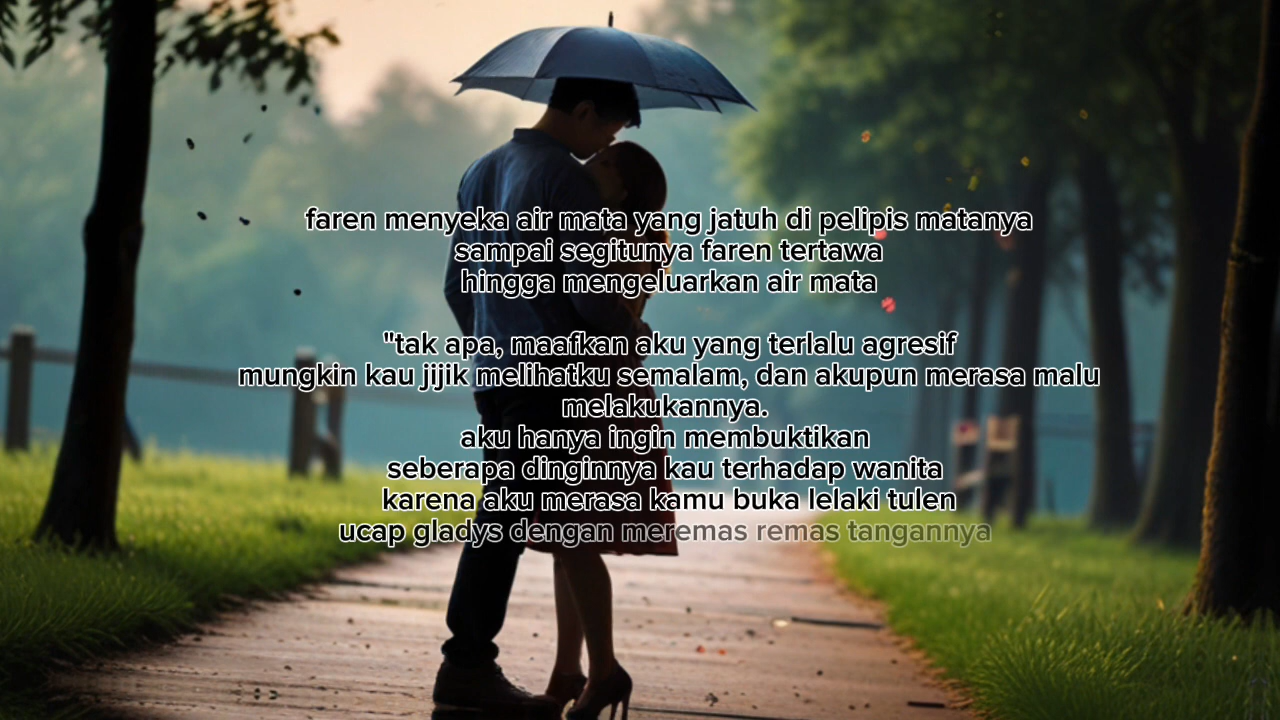 faren menyeka air mata yang jatuh di pelipis matanya
sampai segitunya faren tertawa
hingga mengeluarkan air mata
"tak apa, maafkan aku yang terlalu agresif
mungkin kau jijik melihatku semalam, dan akupun merasa malu
melakukannya.
aku hanya ingin membuktikan
seberapa dinginnya kau terhadap wanita
karena aku merasa kamu buka lelaki tulen
ucap gladys dengan meremas remas tangannya